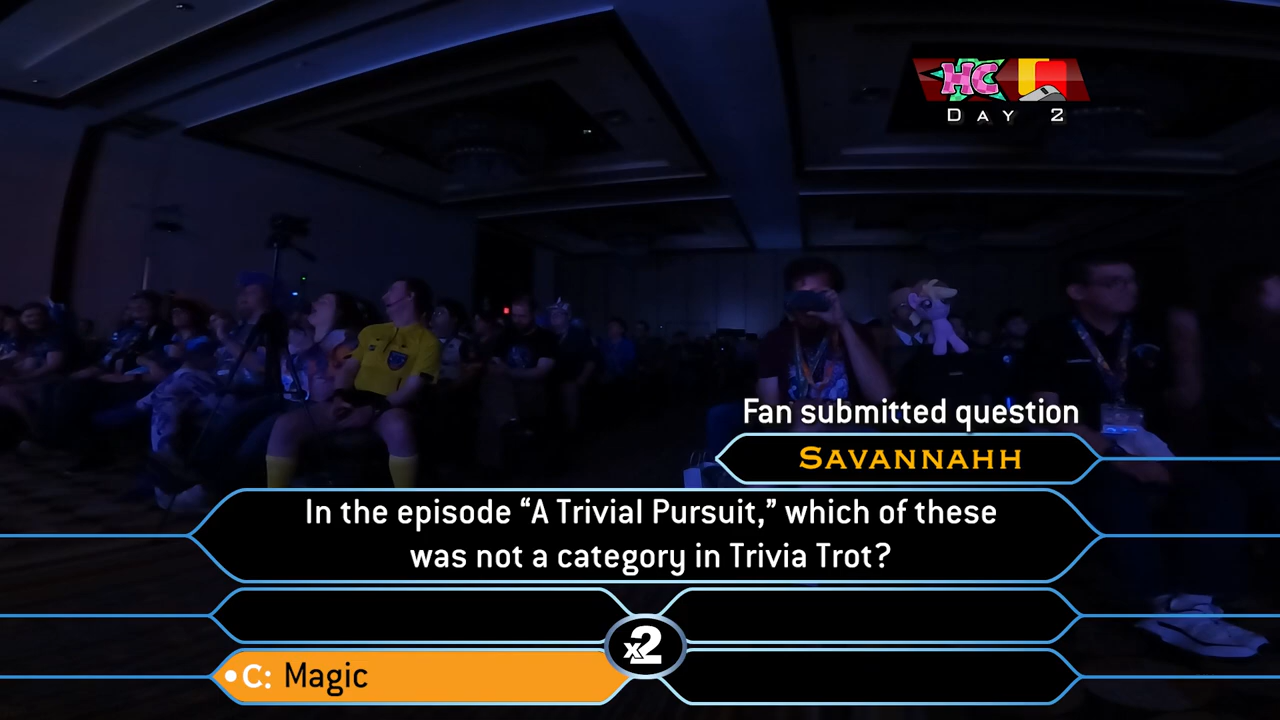 HC
DAY 2
Fan submitted question
SAVANNAHH
In the episode “A Trivial Pursuit,” which of these
was not a category in Trivia Trot?
x2
C: Magic